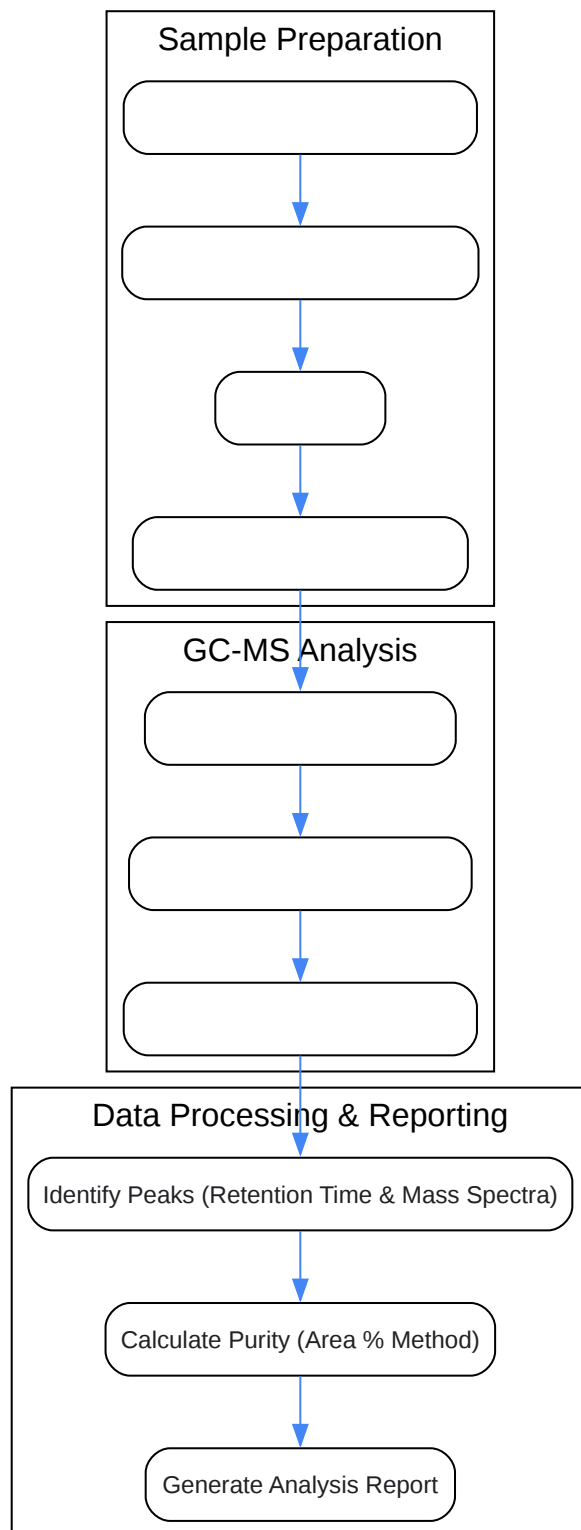 Sample Preparation
GC-MS Analysis
Data Processing & Reporting
Identify Peaks (Retention Time & Mass Spectra)
Calculate Purity (Area % Method)
Generate Analysis Report